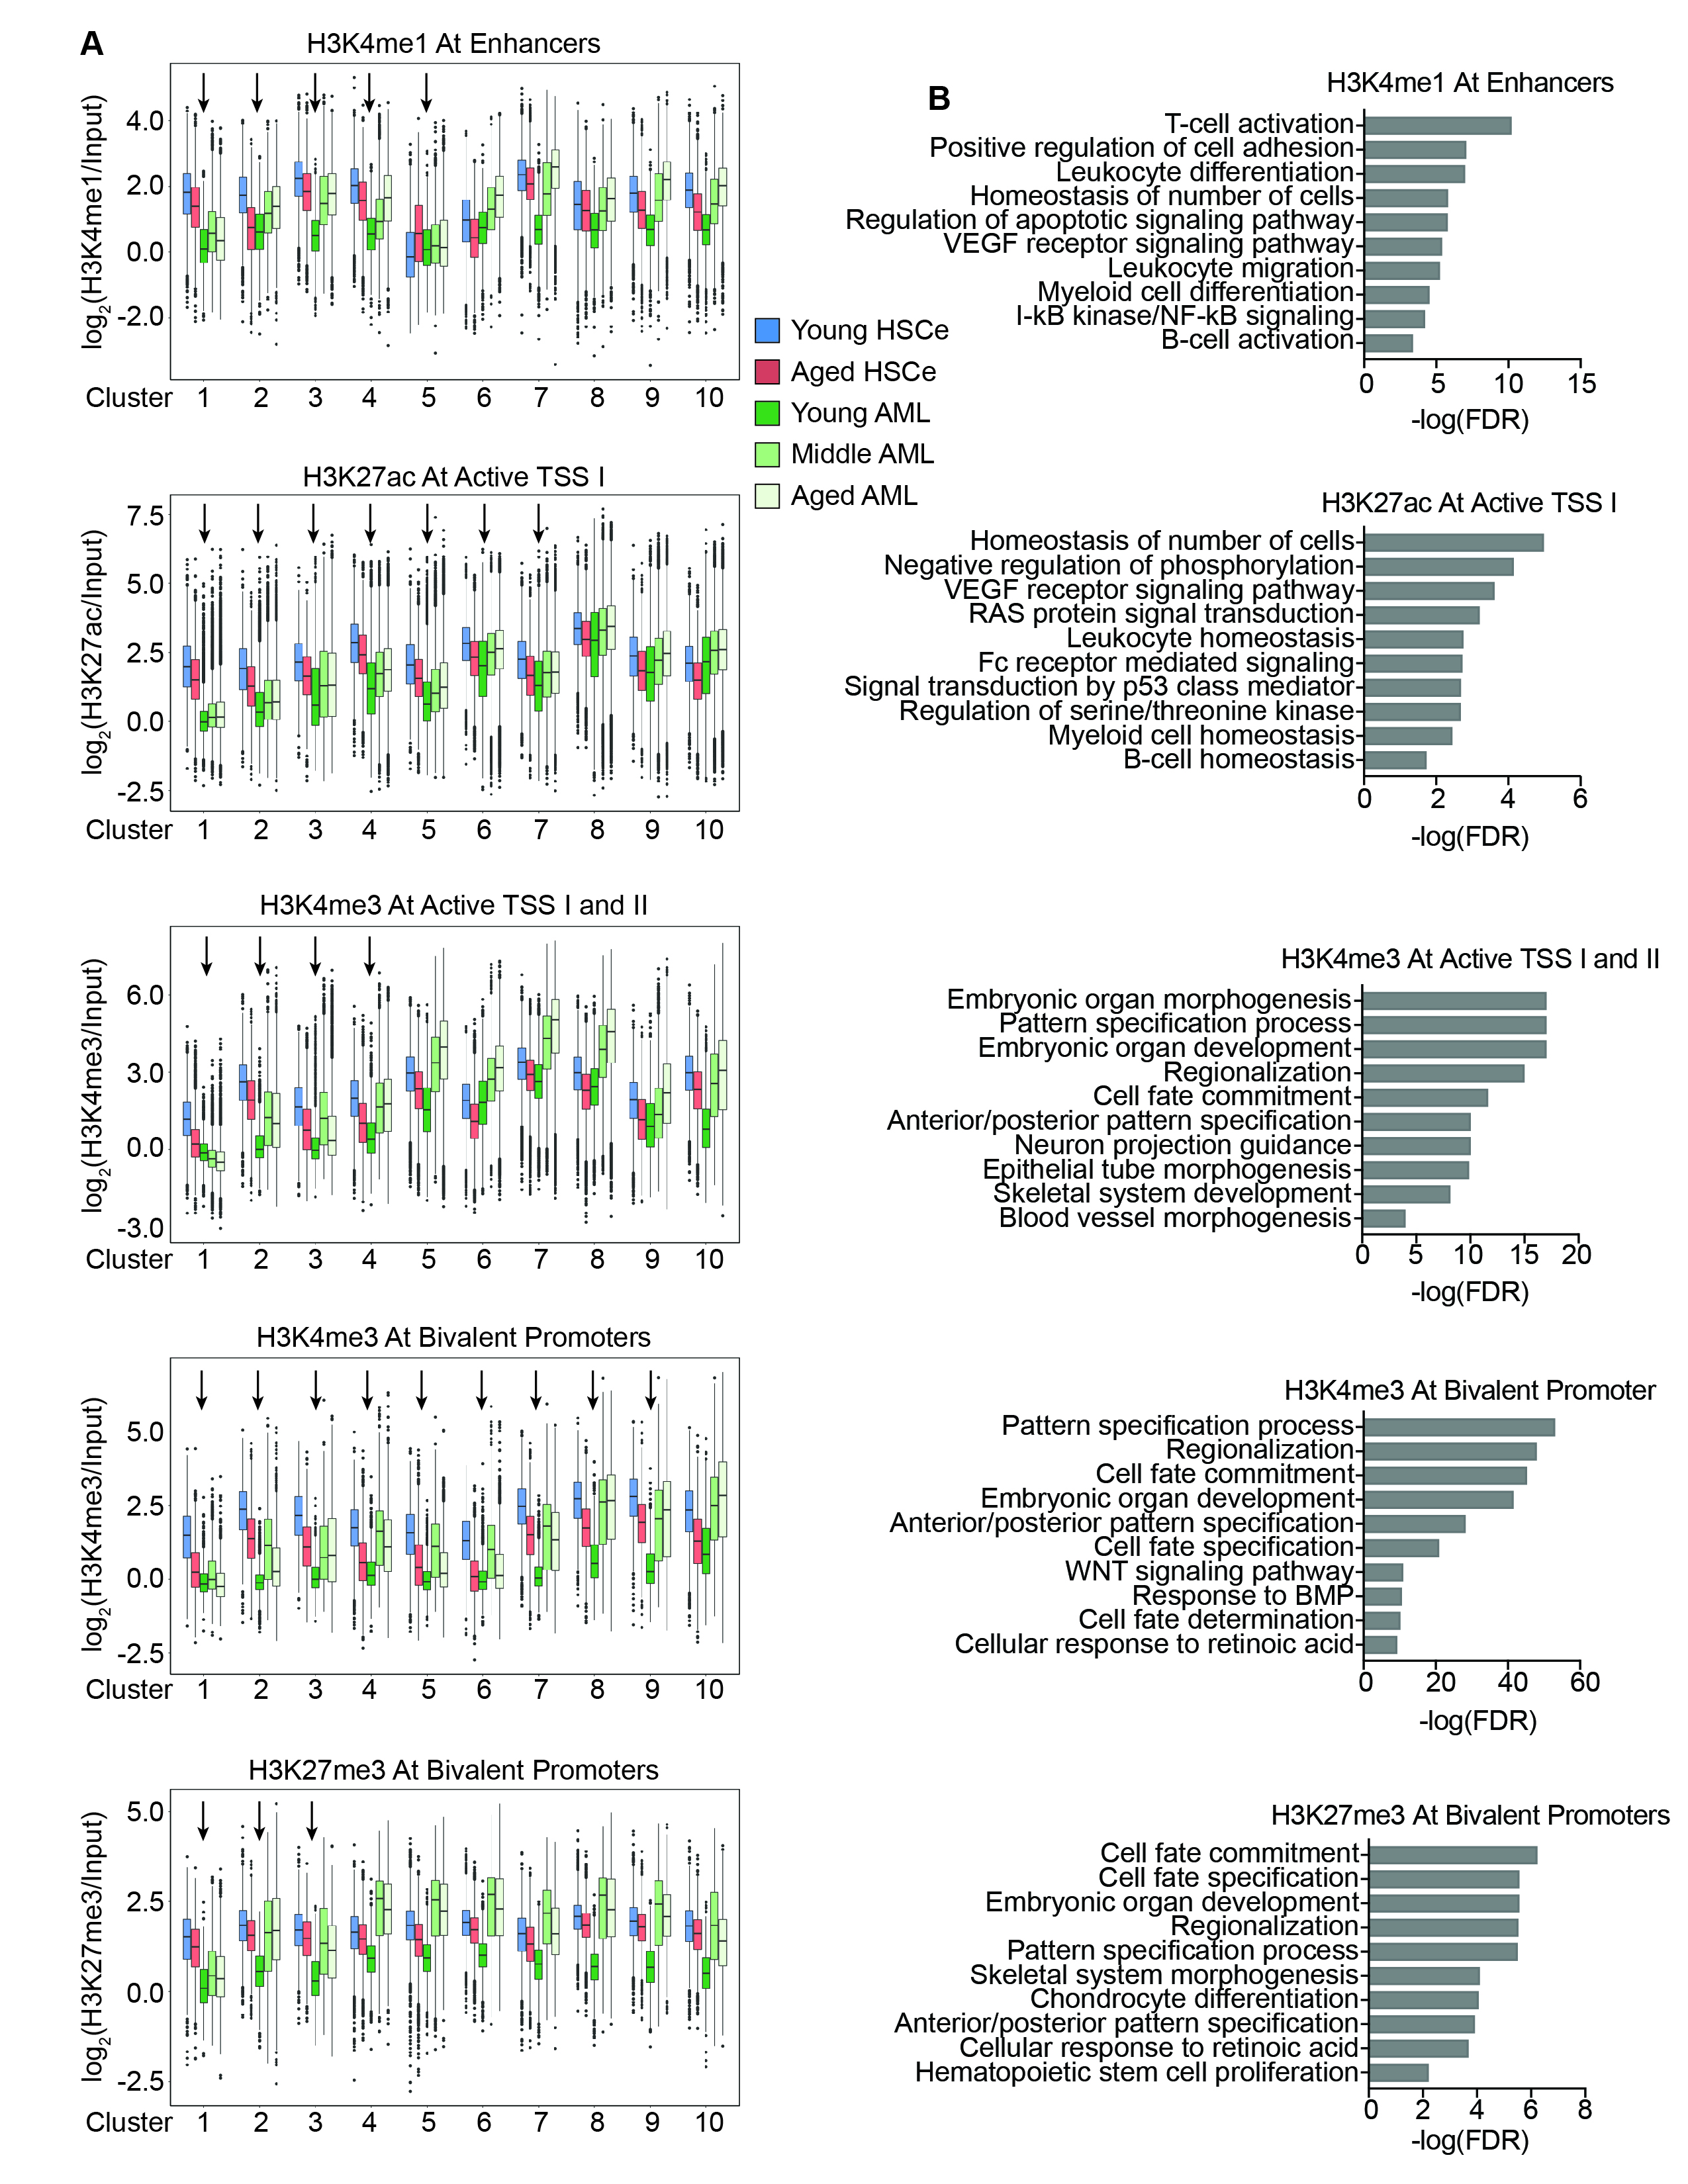 A
H3K4me1 At Enhancers
log2(H3K4me1/Input)
4.0
2.0
0.0
-2.0
Cluster 1 2 3 4 5 6 7 8 9 10
Young HSCe
Aged HSCe
Young AML
Middle AML
Aged AML
H3K27ac At Active TSS I
log2(H3K27ac/Input)
7.5
5.0
2.5
0.0
-2.5
Cluster 1 2 3 4 5 6 7 8 9 10
H3K4me3 At Active TSS I and II
log2(H3K4me3/Input)
6.0
3.0
0.0
-3.0
Cluster 1 2 3 4 5 6 7 8 9 10
H3K4me3 At Bivalent Promoters
log2(H3K4me3/Input)
5.0
2.5
0.0
-2.5
Cluster 1 2 3 4 5 6 7 8 9 10
H3K27me3 At Bivalent Promoters
log2(H3K27me3/Input)
5.0
2.5
0.0
-2.5
Cluster 1 2 3 4 5 6 7 8 9 10
B
H3K4me1 At Enhancers
T-cell activation
Positive regulation of cell adhesion
Leukocyte differentiation
Homeostasis of number of cells
Regulation of apoptotic signaling pathway
VEGF receptor signaling pathway
Leukocyte migration
Myeloid cell differentiation
I-kB kinase/NF-kB signaling
B-cell activation
0 5 10 15
-log(FDR)
H3K27ac At Active TSS I
Homeostasis of number of cells
Negative regulation of phosphorylation
VEGF receptor signaling pathway
RAS protein signal transduction
Leukocyte homeostasis
Fc receptor mediated signaling
Signal transduction by p53 class mediator
Regulation of serine/threonine kinase
Myeloid cell homeostasis
B-cell homeostasis
0 2 4 6
-log(FDR)
H3K4me3 At Active TSS I and II
Embryonic organ morphogenesis
Pattern specification process
Embryonic organ development
Regionalization
Cell fate commitment
Anterior/posterior pattern specification
Neuron projection guidance
Epithelial tube morphogenesis
Skeletal system development
Blood vessel morphogenesis
0 5 10 15 20
-log(FDR)
H3K4me3 At Bivalent Promoter
Pattern specification process
Regionalization
Cell fate commitment
Embryonic organ development
Anterior/posterior pattern specification
Cell fate specification
WNT signaling pathway
Response to BMP
Cell fate determination
Cellular response to retinoic acid
0 20 40 60
-log(FDR)
H3K27me3 At Bivalent Promoters
Cell fate commitment
Cell fate specification
Embryonic organ development
Regionalization
Pattern specification process
Skeletal system morphogenesis
Chondrocyte differentiation
Anterior/posterior pattern specification
Cellular response to retinoic acid
Hematopoietic stem cell proliferation
0 2 4 6 8
-log(FDR)